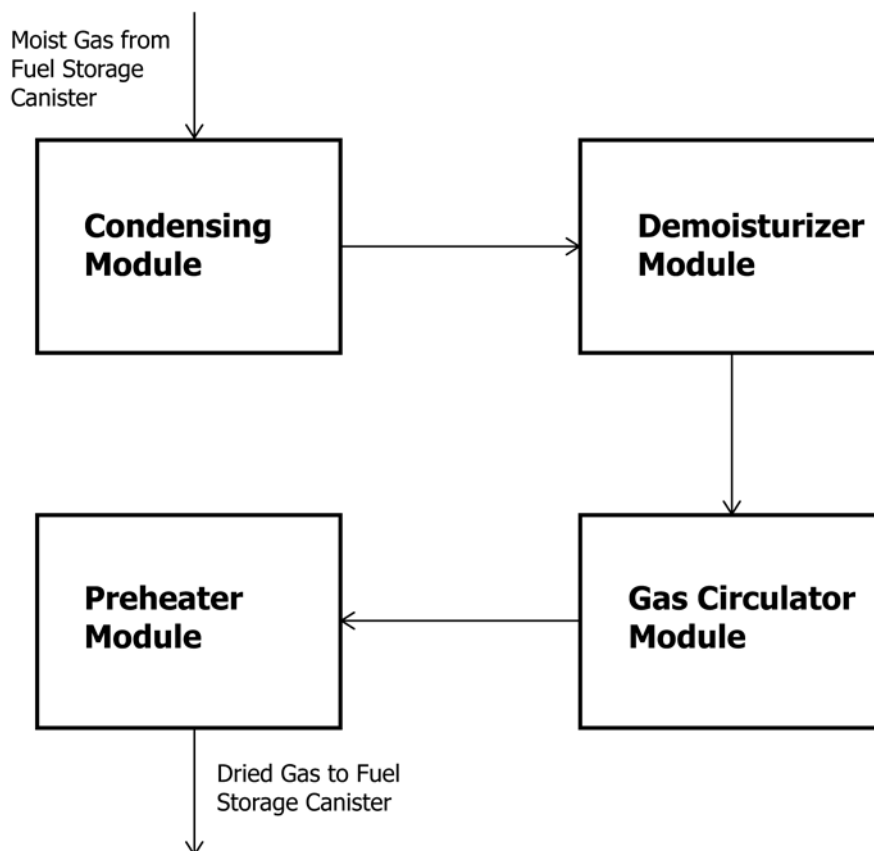 Moist Gas from
Fuel Storage
Canister
Condensing
Module
Demoisturizer
Module
Preheater
Module
Gas Circulator
Module
Dried Gas to Fuel
Storage Canister